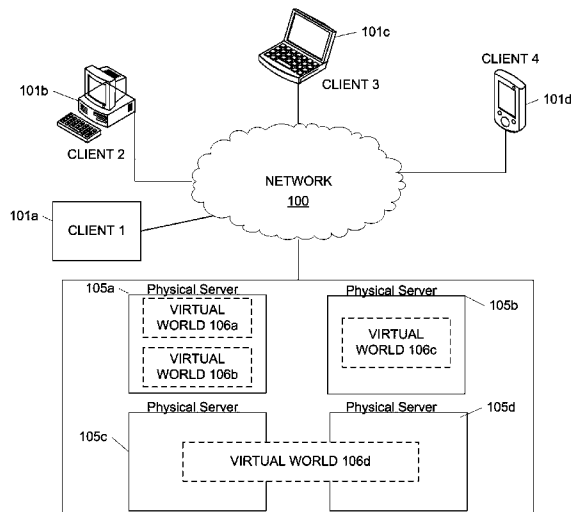 101c
CLIENT 3
CLIENT 4
101d
101b
CLIENT 2
NETWORK
100
101a
CLIENT 1
105a
Physical Server
VIRTUAL
WORLD 106a
VIRTUAL
WORLD 106b
Physical Server
105b
VIRTUAL
WORLD 106c
Physical Server
105c
Physical Server
105d
VIRTUAL WORLD 106d